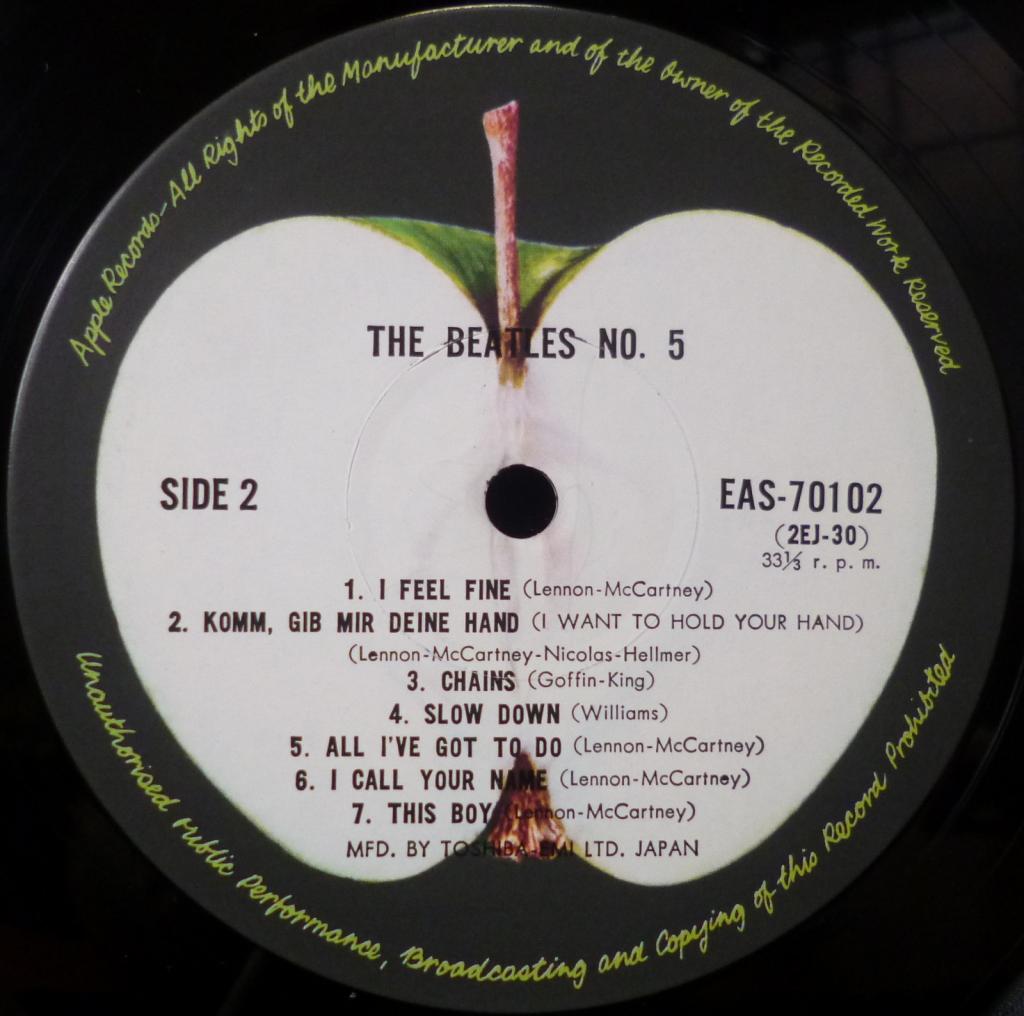 Apple Records-All Rights of the Manufacturer and of the Owner of the Recorded Work Reserved
THE BEATLES NO. 5
SIDE 2
EAS-70102
(2EJ-30)
33⅓ r. p. m.
1. I FEEL FINE (Lennon-McCartney)
2. KOMM, GIB MIR DEINE HAND (I WANT TO HOLD YOUR HAND)
(Lennon-McCartney-Nicolas-Hellmer)
3. CHAINS (Goffin-King)
4. SLOW DOWN (Williams)
5. ALL I'VE GOT TO DO (Lennon-McCartney)
6. I CALL YOUR NAME (Lennon-McCartney)
7. THIS BOY (Lennon-McCartney)
MFD. BY TOSHIBA-EMI LTD. JAPAN
Unauthorised Public Performance, Broadcasting and Copying of this Record Prohibited